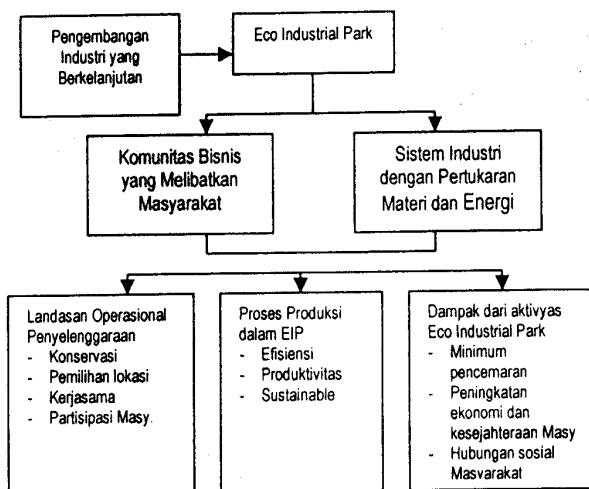 Pengembangan
Industri yang
Berkelanjutan
Eco Industrial Park
Komunitas Bisnis
yang Melibatkan
Masyarakat
Sistem Industri
dengan Pertukaran
Materi dan Energi
Landasan Operasional
Penyelenggaraan
- Konservasi
- Pemilihan lokasi
- Kerjasama
- Partisipasi Masy.
Proses Produksi
dalam EIP
- Efisiensi
- Produktivitas
- Sustainable
Dampak dari aktivyas
Eco Industrial Park
- Minimum
pencemaran
- Peningkatan
ekonomi dan
kesejahteraan Masy
- Hubungan sosial
Masyarakat